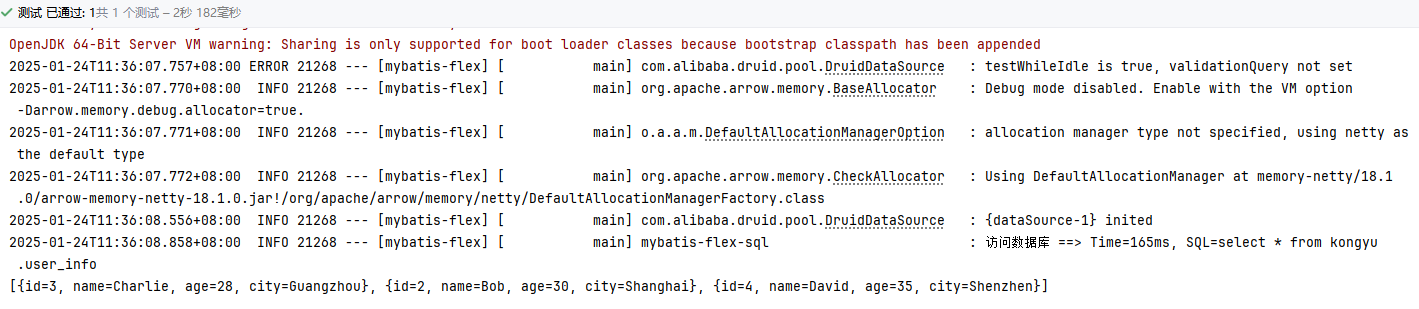 测试 已通过: 1共 1 个测试 – 2秒 182毫秒
OpenJDK 64-Bit Server VM warning: Sharing is only supported for boot loader classes because bootstrap classpath has been appended
2025-01-24T11:36:07.757+08:00 ERROR 21268 --- [mybatis-flex] [           main] com.alibaba.druid.pool.DruidDataSource   : testWhileIdle is true, validationQuery not set
2025-01-24T11:36:07.770+08:00  INFO 21268 --- [mybatis-flex] [           main] org.apache.arrow.memory.BaseAllocator    : Debug mode disabled. Enable with the VM option
-Darrow.memory.debug.allocator=true.
2025-01-24T11:36:07.771+08:00  INFO 21268 --- [mybatis-flex] [           main] o.a.a.m.DefaultAllocationManagerOption   : allocation manager type not specified, using netty as
the default type
2025-01-24T11:36:07.772+08:00  INFO 21268 --- [mybatis-flex] [           main] org.apache.arrow.memory.CheckAllocator   : Using DefaultAllocationManager at memory-netty/18.1
.0/arrow-memory-netty-18.1.0.jar!/org/apache/arrow/memory/netty/DefaultAllocationManagerFactory.class
2025-01-24T11:36:08.556+08:00  INFO 21268 --- [mybatis-flex] [           main] com.alibaba.druid.pool.DruidDataSource   : {dataSource-1} inited
2025-01-24T11:36:08.858+08:00  INFO 21268 --- [mybatis-flex] [           main] mybatis-flex-sql                         : 访问数据库 ==> Time=165ms, SQL=select * from kongyu
.user_info
[{id=3, name=Charlie, age=28, city=Guangzhou}, {id=2, name=Bob, age=30, city=Shanghai}, {id=4, name=David, age=35, city=Shenzhen}]